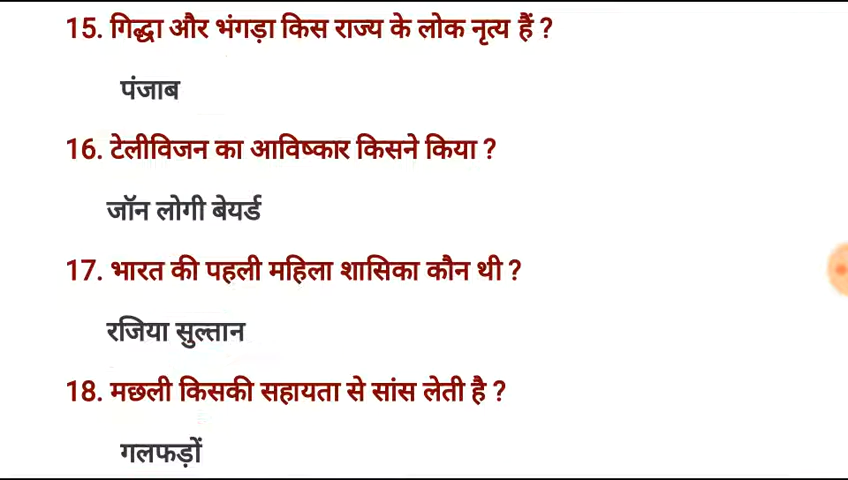 15. गिद्धा और भंगड़ा किस राज्य के लोक नृत्य हैं ?
पंजाब
16. टेलीविजन का आविष्कार किसने किया ?
जॉन लोगी बेयर्ड
17. भारत की पहली महिला शासिका कौन थी ?
रजिया सुल्तान
18. मछली किसकी सहायता से सांस लेती है ?
गलफड़ों